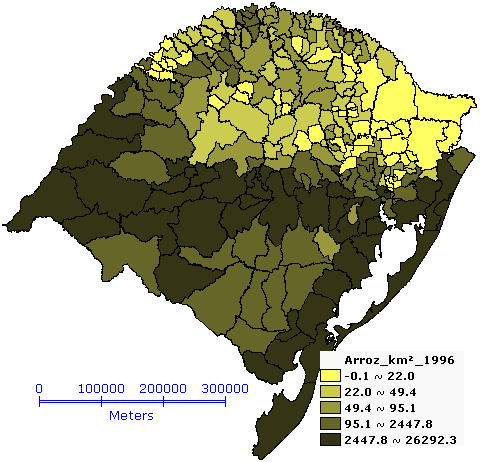 Arroz_km²_1996
-0.1 ~ 22.0
22.0 ~ 49.4
49.4 ~ 95.1
95.1 ~ 2447.8
2447.8 ~ 26292.3
0 100000 200000 300000
Meters